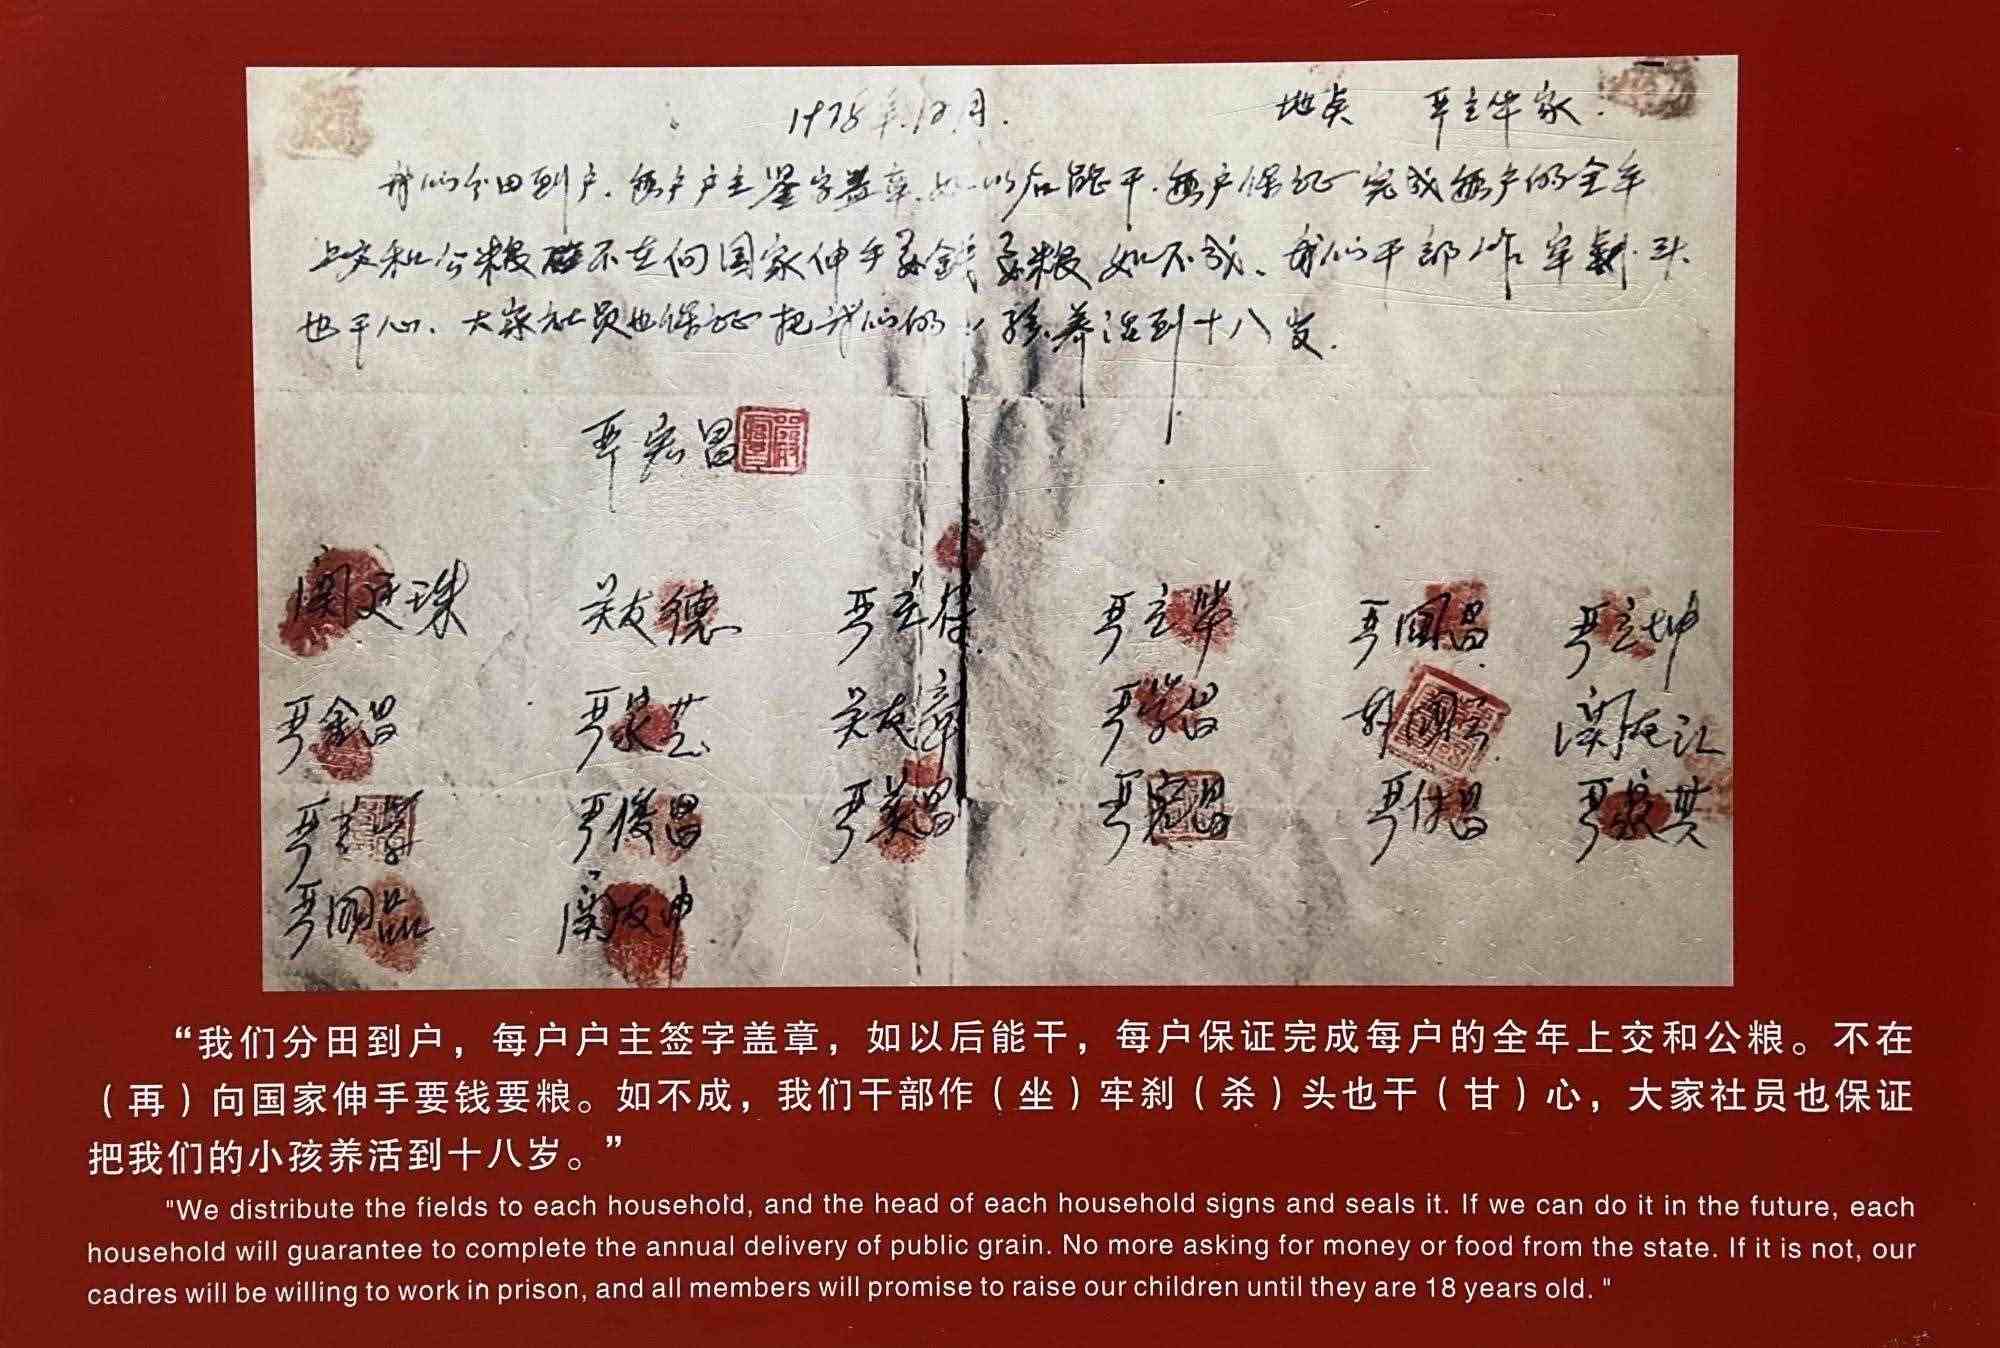 1978年12月. 地点 严立华家.
我们分田到户.每户户主鉴字盖章.如以后能干.每户保证完成每户的全年
上交和公粮不在向国家伸手要金钱要粮如不成、我们干部作牢刹头
也干心、大家社员也保证把我们的小孩养活到十八岁.
严宏昌
关廷珠 关友德 严立符 严立华 严国昌 严立坤
严金昌 严家芝 关友章 严学昌 韩国云 关友江
严立学 严俊昌 严美昌 严宏昌 严付昌 严家其
严国品 关友申
“我们分田到户,每户户主签字盖章,如以后能干,每户保证完成每户的全年上交和公粮。不在
(再)向国家伸手要钱要粮。如不成,我们干部作(坐)牢刹(杀)头也干(甘)心,大家社员也保证
把我们的小孩养活到十八岁。”
"We distribute the fields to each household, and the head of each household signs and seals it. If we can do it in the future, each
household will guarantee to complete the annual delivery of public grain. No more asking for money or food from the state. If it is not, our
cadres will be willing to work in prison, and all members will promise to raise our children until they are 18 years old. "